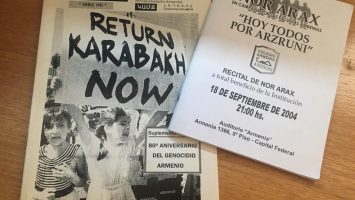 RETURN
KARABAKH
NOW
Suplemento
80º ANIVERSARIO
DEL GENOCIDIO
ARMENIO
"HOY TODOS
POR ARZRUNI"
RECITAL DE NOR ARAX
a total beneficio de la Institución
18 DE SEPTIEMBRE DE 2004
21:00 hs.
Auditorio "Armenia"
Armenia 1366, 5º Piso - Capital Federal